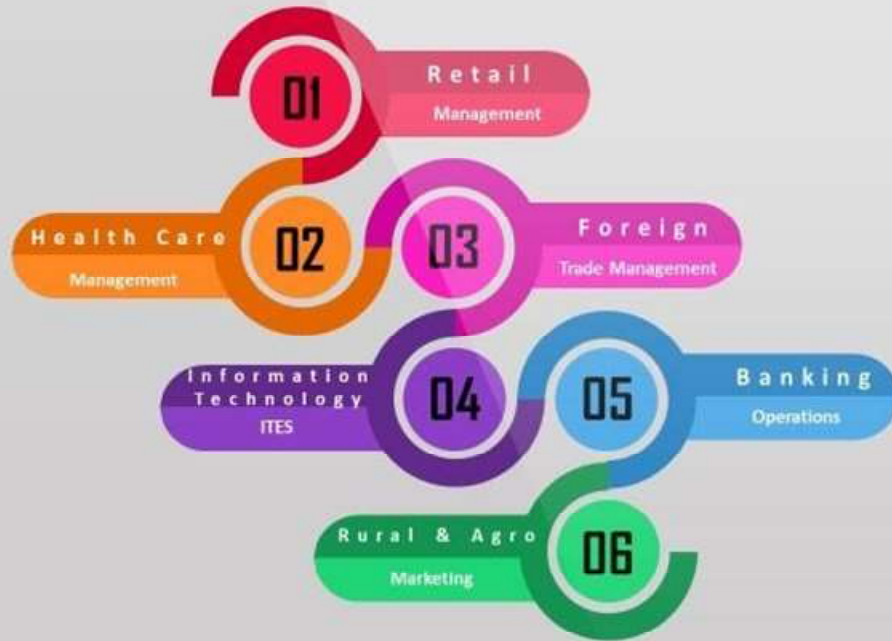 01
Retail
Management
02
Health Care
Management
03
Foreign
Trade Management
04
Information
Technology
ITES
05
Banking
Operations
06
Rural & Agro
Marketing